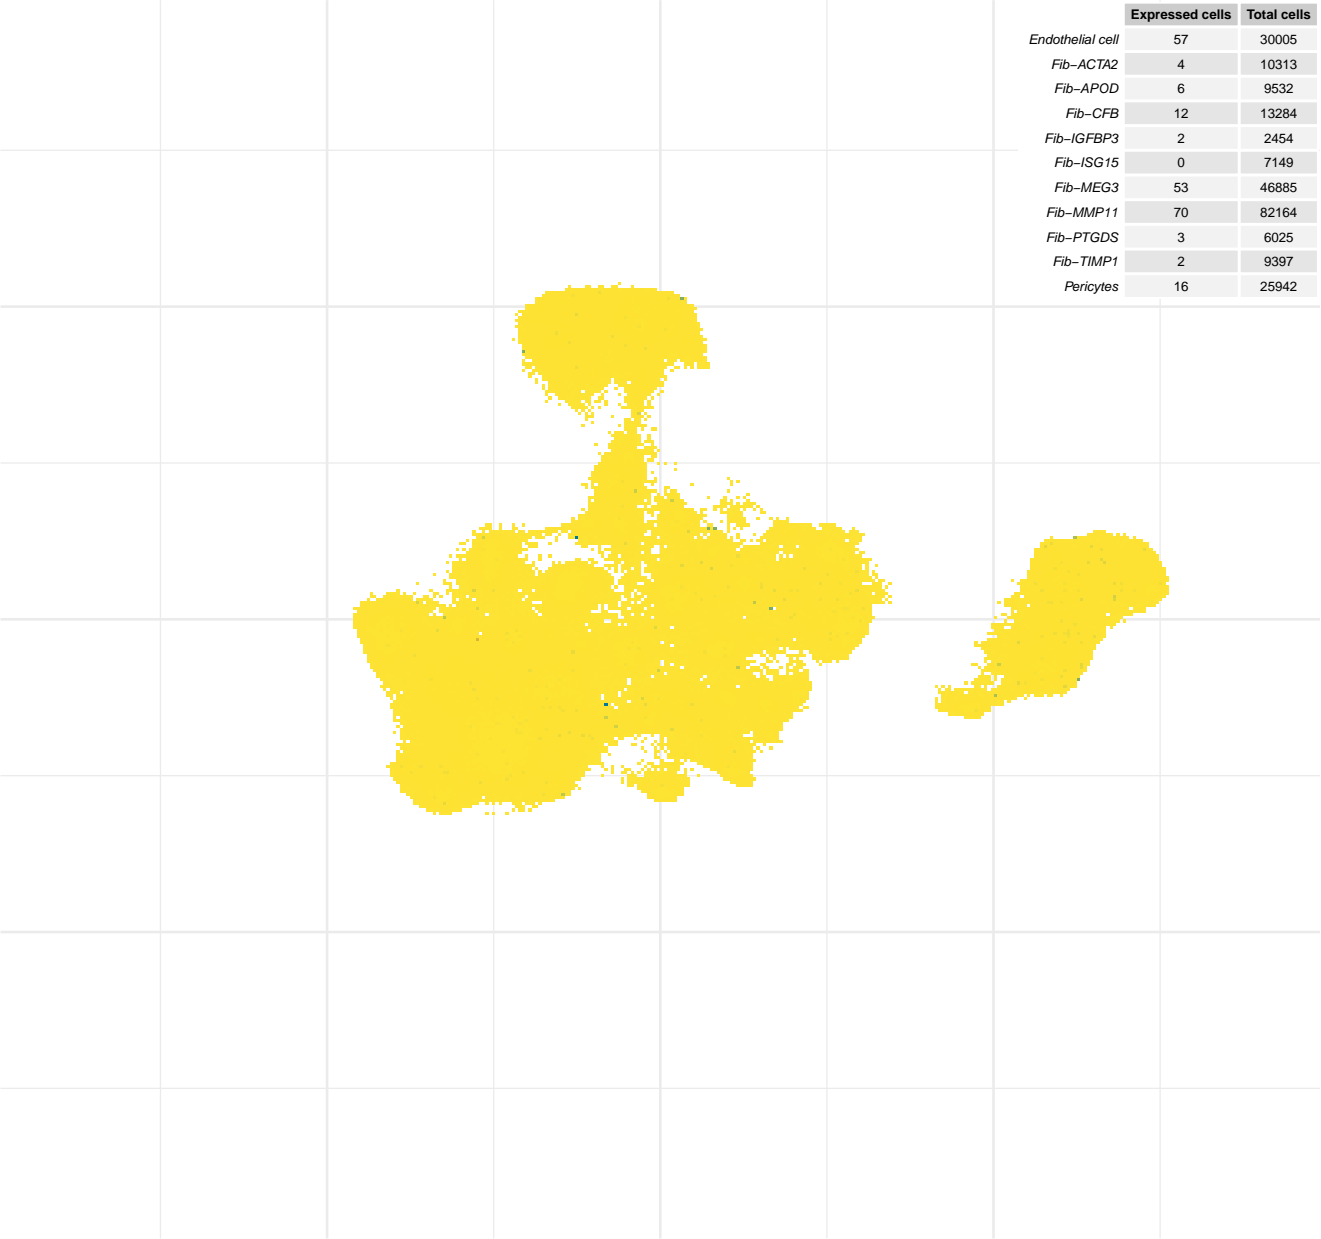 Expressed cells Total cells
Endothelial cell 57 30005
Fib−ACTA2 4 10313
Fib−APOD 6 9532
Fib−CFB 12 13284
Fib−IGFBP3 2 2454
Fib−ISG15 0 7149
Fib−MEG3 53 46885
Fib−MMP11 70 82164
Fib−PTGDS 3 6025
Fib−TIMP1 2 9397
Pericytes 16 25942